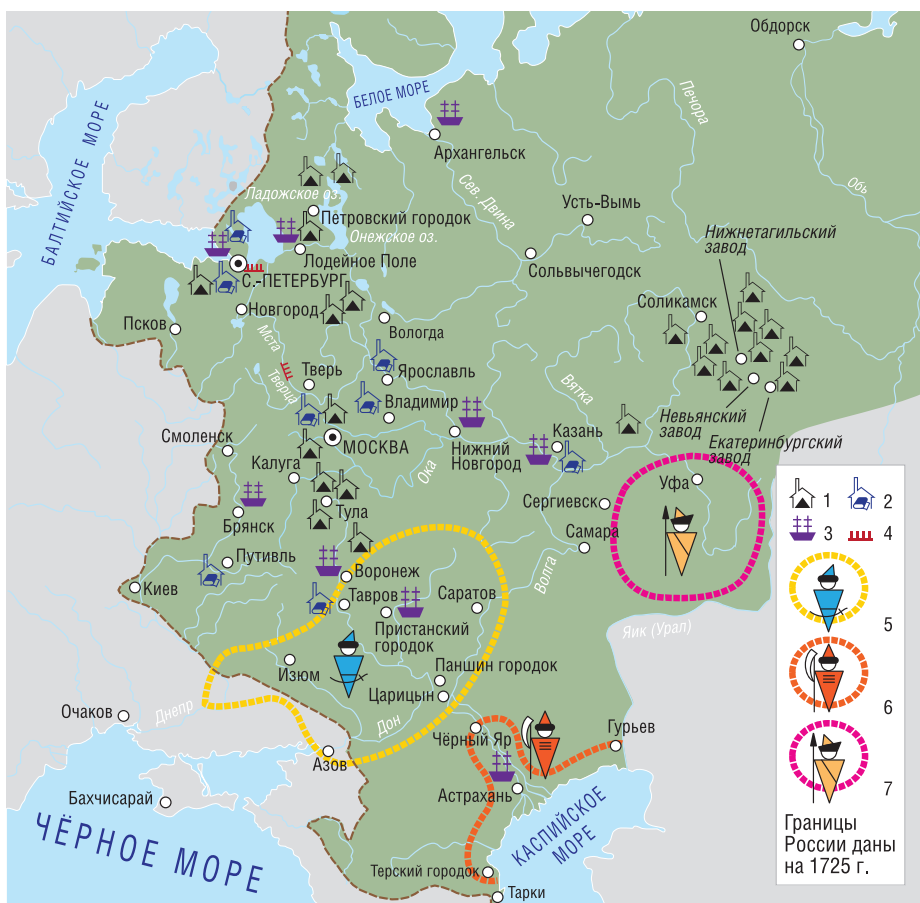 Обдорск
БЕЛОЕ МОРЕ
Печора
Архангельск
БАЛТИЙСКОЕ МОРЕ
Сев. Двина
Обь
Ладожское оз.
Усть-Вымь
Петровский городок
Онежское оз.
Нижнетагильский
завод
Лодейное Поле
Сольвычегодск
С.-ПЕТЕРБУРГ
Соликамск
Новгород
Псков
Вологда
Мста
Тверца
Тверь
Ярославль
Вятка
Владимир
Невьянский
завод
Екатеринбургский
завод
Смоленск
МОСКВА
Нижний
Новгород
Казань
Калуга
Ока
Уфа
Сергиевск
Брянск
Тула
Самара
Путивль
Воронеж
Волга
Киев
Тавров
Саратов
Пристанский
городок
Яик (Урал)
Изюм
Паншин городок
Царицын
Днепр
Дон
Очаков
Чёрный Яр
Гурьев
Азов
Астрахань
Бахчисарай
КАСПИЙСКОЕ
МОРЕ
ЧЁРНОЕ МОРЕ
Терский городок
Тарки
1
2
3
4
5
6
7
Границы
России даны
на 1725 г.